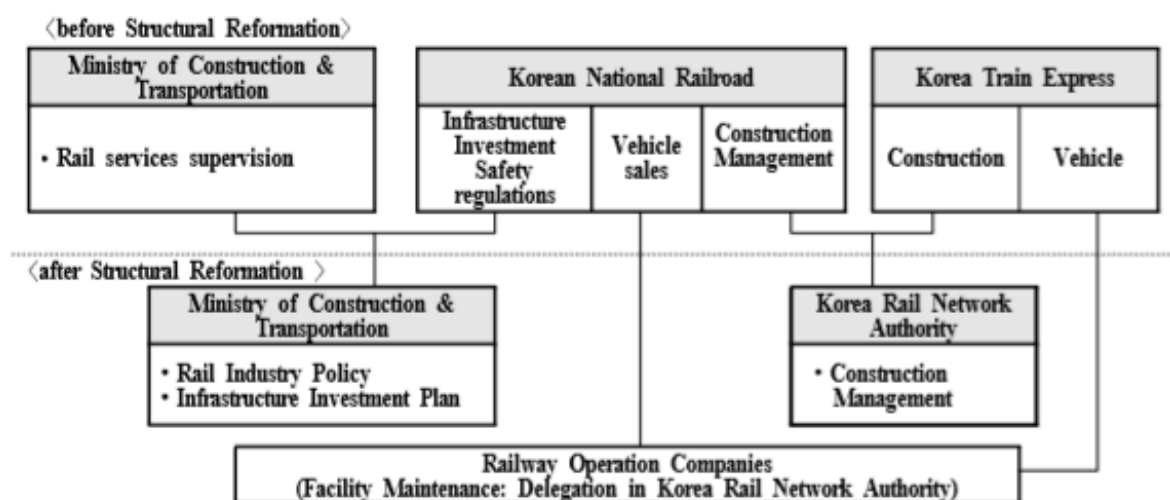 〈before Structural Reformation〉
Ministry of Construction &
Transportation
• Rail services supervision
Korean National Railroad
Infrastructure
Investment
Safety
regulations
Vehicle
sales
Construction
Management
Korea Train Express
Construction
Vehicle
〈after Structural Reformation 〉
Ministry of Construction &
Transportation
• Rail Industry Policy
• Infrastructure Investment Plan
Korea Rail Network
Authority
• Construction
Management
Railway Operation Companies
(Facility Maintenance: Delegation in Korea Rail Network Authority)